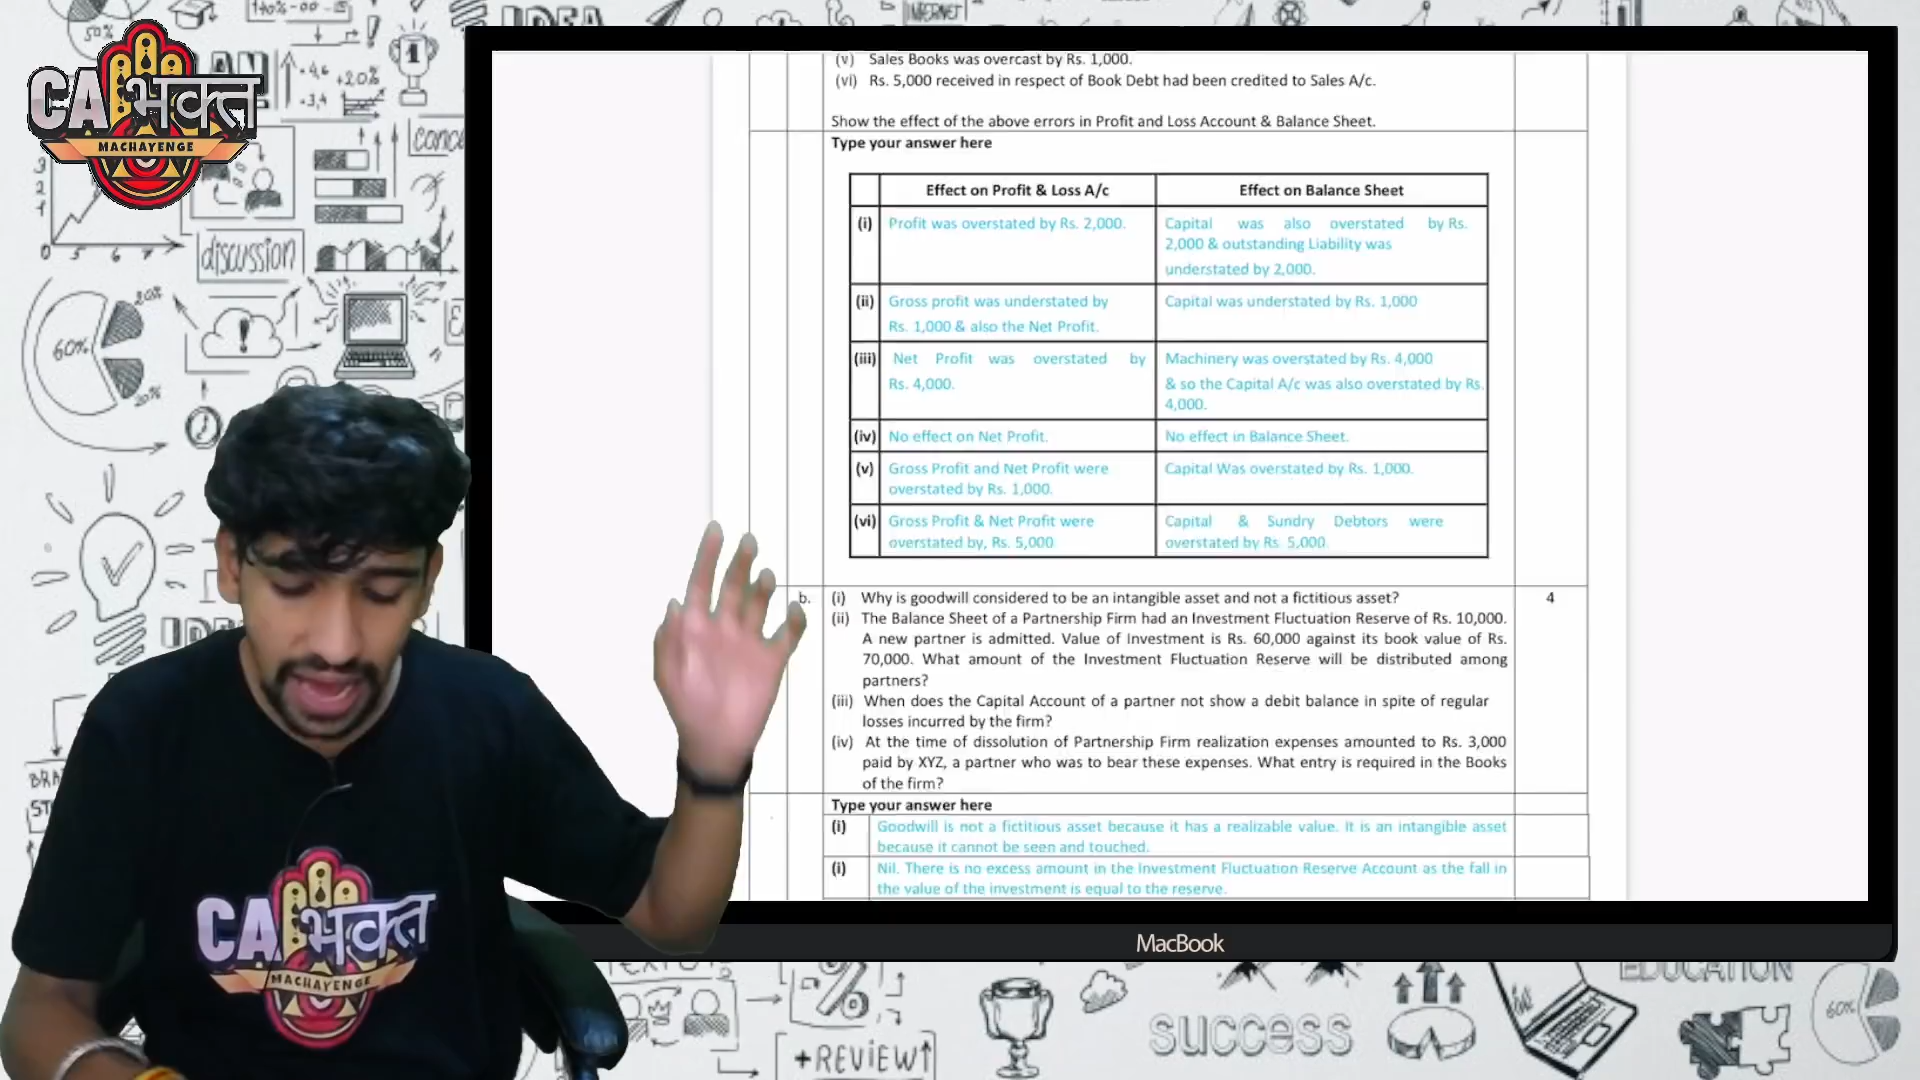 CA भक्त
MACHAYENGE
(v) Sales Books was overcast by Rs. 1,000.
(vi) Rs. 5,000 received in respect of Book Debt had been credited to Sales A/c.
Show the effect of the above errors in Profit and Loss Account & Balance Sheet.
Type your answer here
Effect on Profit & Loss A/c
Effect on Balance Sheet
(i) Profit was overstated by Rs. 2,000.
Capital was also overstated by Rs.
2,000 & outstanding Liability was
understated by 2,000.
(ii) Gross profit was understated by
Rs. 1,000 & also the Net Profit.
Capital was understated by Rs. 1,000
(iii) Net Profit was overstated by
Rs. 4,000.
Machinery was overstated by Rs. 4,000
& so the Capital A/c was also overstated by Rs.
4,000.
(iv) No effect on Net Profit.
No effect in Balance Sheet.
(v) Gross Profit and Net Profit were
overstated by Rs. 1,000.
Capital Was overstated by Rs. 1,000.
(vi) Gross Profit & Net Profit were
overstated by, Rs. 5,000
Capital & Sundry Debtors were
overstated by Rs. 5,000.
b. (i) Why is goodwill considered to be an intangible asset and not a fictitious asset? 4
(ii) The Balance Sheet of a Partnership Firm had an Investment Fluctuation Reserve of Rs. 10,000.
A new partner is admitted. Value of Investment is Rs. 60,000 against its book value of Rs.
70,000. What amount of the Investment Fluctuation Reserve will be distributed among
partners?
(iii) When does the Capital Account of a partner not show a debit balance in spite of regular
losses incurred by the firm?
(iv) At the time of dissolution of Partnership Firm realization expenses amounted to Rs. 3,000
paid by XYZ, a partner who was to bear these expenses. What entry is required in the Books
of the firm?
Type your answer here
(i) Goodwill is not a fictitious asset because it has a realizable value. It is an intangible asset
because it cannot be seen and touched.
(i) Nil. There is no excess amount in the Investment Fluctuation Reserve Account as the fall in
the value of the investment is equal to the reserve.
MacBook
CA भक्त
MACHAYENGE
discussion
60%
20%
50%
+20%
INTERNET
EDUCATION
success
+REVIEW
60%